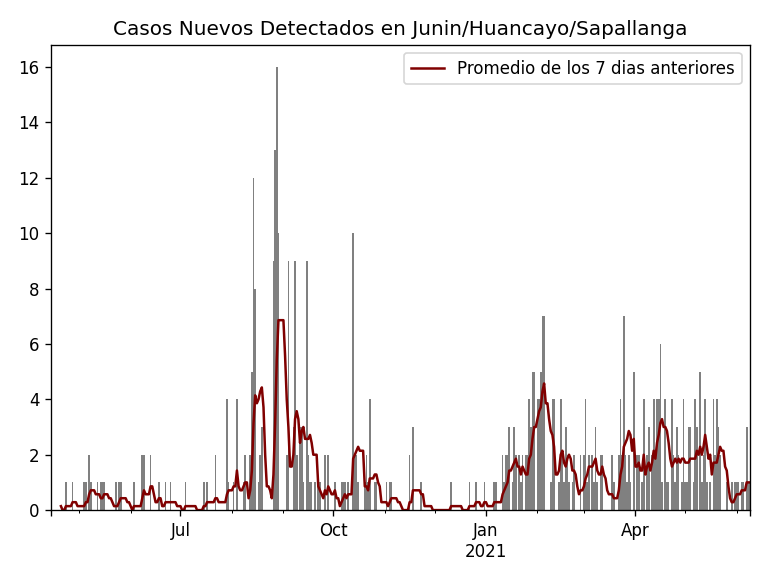 Casos Nuevos Detectados en Junin/Huancayo/Sapallanga
Promedio de los 7 dias anteriores
16
14
12
10
8
6
4
2
0
Jul
Oct
Jan
Apr
2021